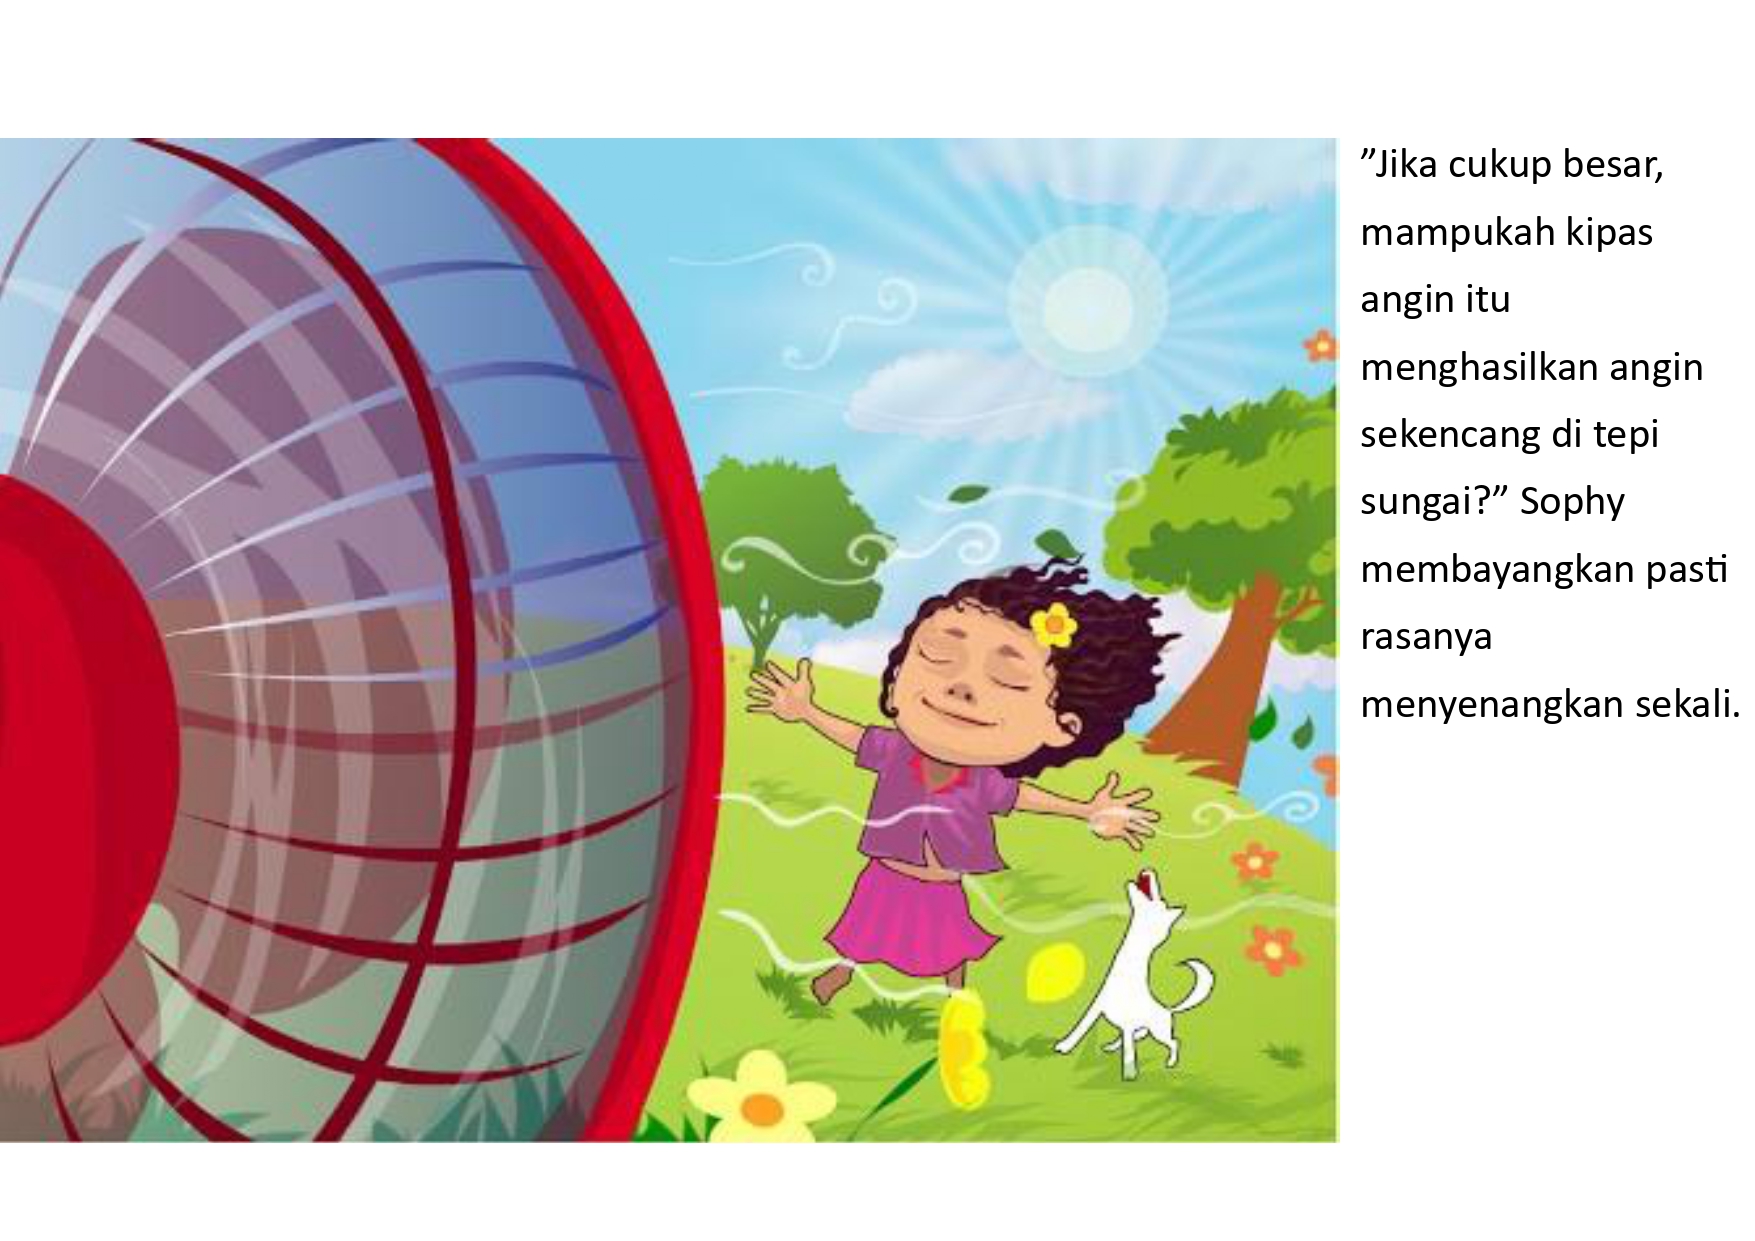 ”Jika cukup besar,
mampukah kipas
angin itu
menghasilkan angin
sekencang di tepi
sungai?” Sophy
membayangkan pasti
rasanya
menyenangkan sekali.